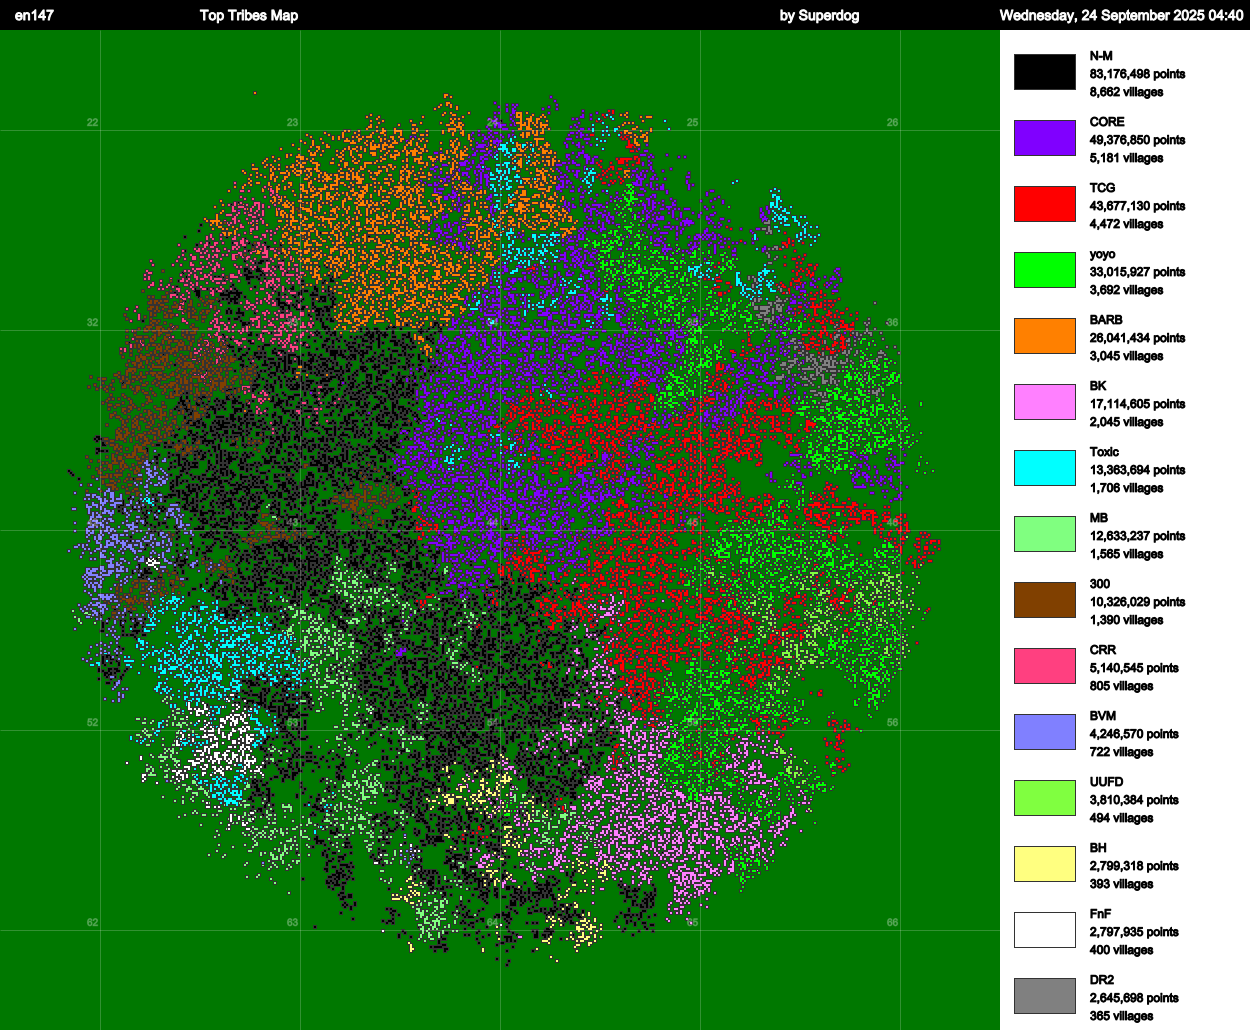 en147 Top Tribes Map by Superdog Wednesday, 24 September 2025 04:40
22 23 24 25 26
32 35 36
43 44 45 46
52 53 55 56
62 63 64 65 66
N-M
83,176,498 points
8,662 villages
CORE
49,376,850 points
5,181 villages
TCG
43,677,130 points
4,472 villages
yoyo
33,015,927 points
3,692 villages
BARB
26,041,434 points
3,045 villages
BK
17,114,605 points
2,045 villages
Toxic
13,363,694 points
1,706 villages
MB
12,633,237 points
1,565 villages
300
10,326,029 points
1,390 villages
CRR
5,140,545 points
805 villages
BVM
4,246,570 points
722 villages
UUFD
3,810,384 points
494 villages
BH
2,799,318 points
393 villages
FnF
2,797,935 points
400 villages
DR2
2,645,698 points
365 villages